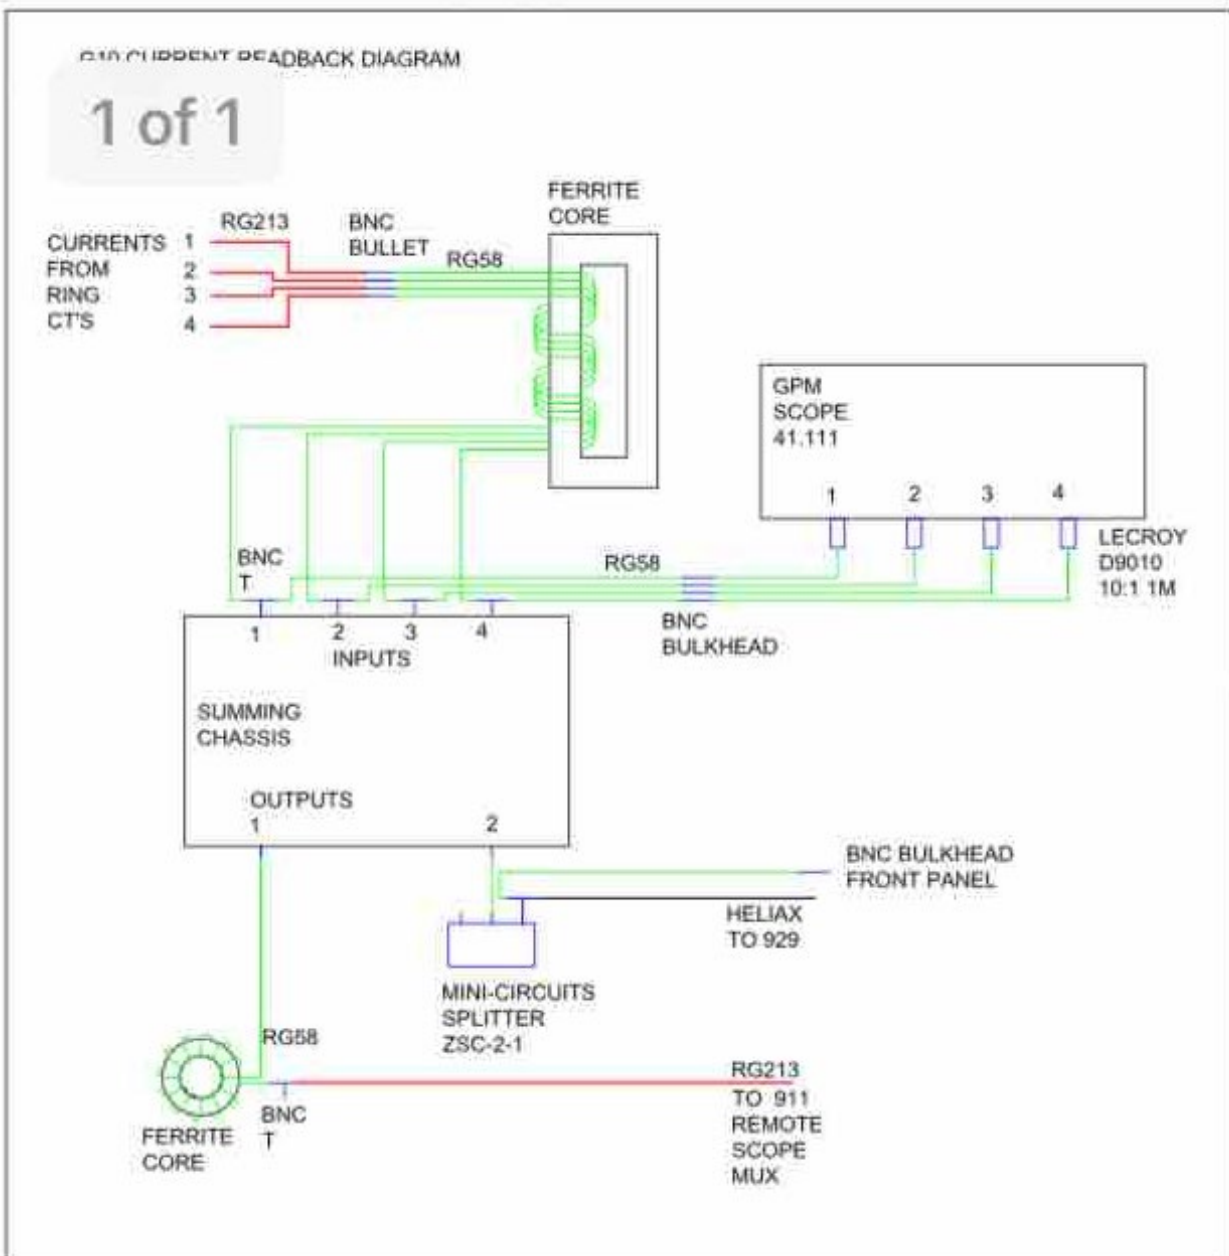 CURRENT READBACK DIAGRAM
1 of 1
FERRITE
CORE
RG213
BNC
BULLET
RG58
CURRENTS 1
FROM 2
RING 3
CT'S 4
GPM
SCOPE
41.111
1 2 3 4
LECROY
D9010
10:1 1M
BNC
T
RG58
BNC
BULKHEAD
1 2 3 4
INPUTS
SUMMING
CHASSIS
OUTPUTS
1 2
BNC BULKHEAD
FRONT PANEL
HELIAX
TO 929
MINI-CIRCUITS
SPLITTER
ZSC-2-1
RG58
FERRITE
CORE
BNC
T
RG213
TO 911
REMOTE
SCOPE
MUX